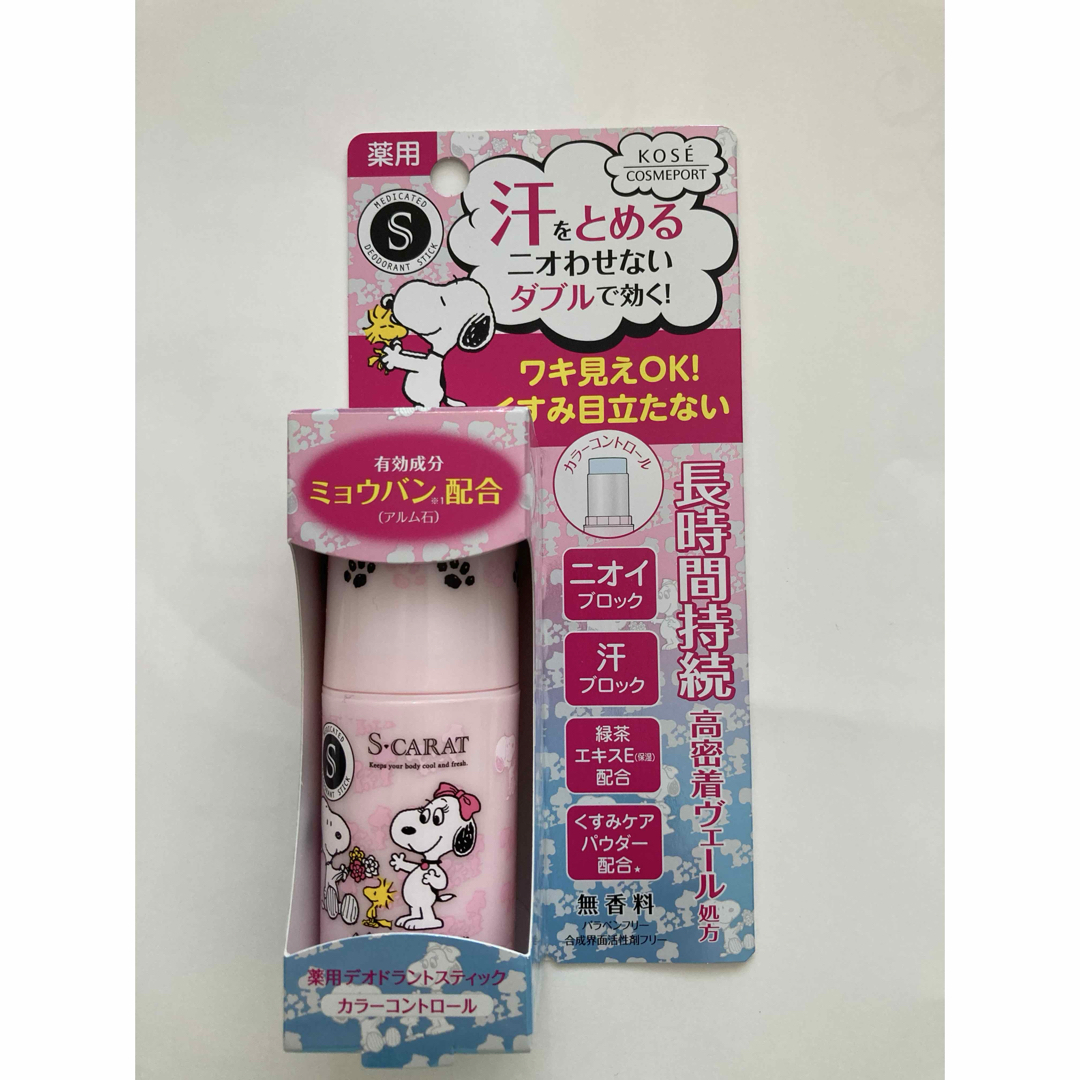 薬用
KOSÉ
COSMEPORT
MEDICATED
DEODORANT STICK
S
汗をとめる
ニオわせない
ダブルで効く!
ワキ見えOK!
くすみ目立たない
有効成分
ミョウバン※1配合
(アルム石)
カラーコントロール
長時間持続
高密着ヴェール処方
ニオイ
ブロック
汗
ブロック
緑茶
エキスE(保湿)
配合
くすみケア
パウダー
配合★
無香料
パラベンフリー
合成界面活性剤フリー
MEDICATED
S
DEODORANT STICK
S·CARAT
Keeps your body cool and fresh.
薬用デオドラントスティック
カラーコントロール